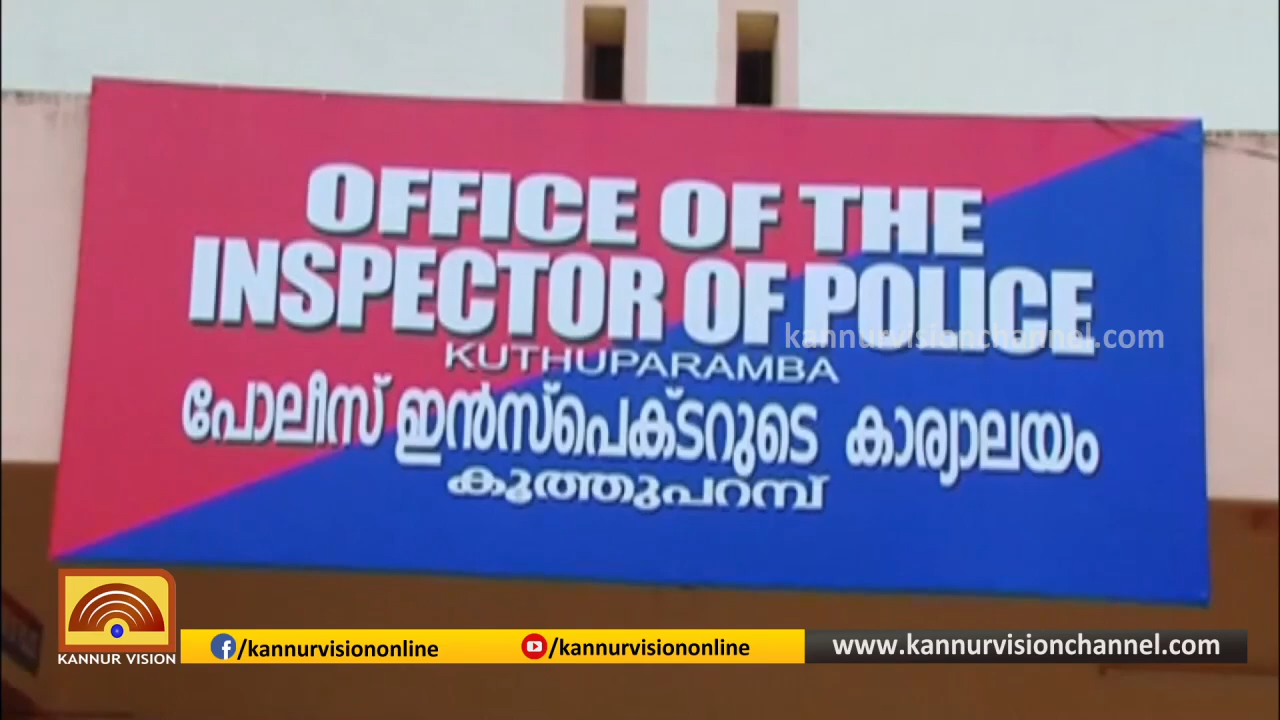 OFFICE OF THE
INSPECTOR OF POLICE
kannurvisionchannel.com
KUTHUPARAMBA
പോലീസ് ഇൻസ്പെക്ടറുടെ കാര്യാലയം
കൂത്തുപറമ്പ്
KANNUR VISION
/kannurvisiononline
/kannurvisiononline
www.kannurvisionchannel.com